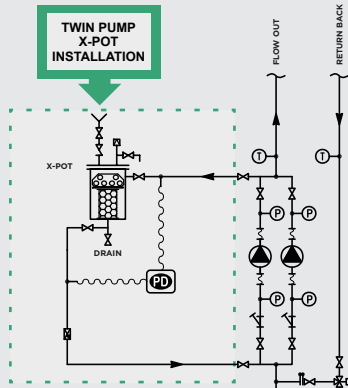 TWIN PUMP
X-POT
INSTALLATION
FLOW OUT
RETURN BACK
T
T
X-POT
P
P
DRAIN
PD
P
P